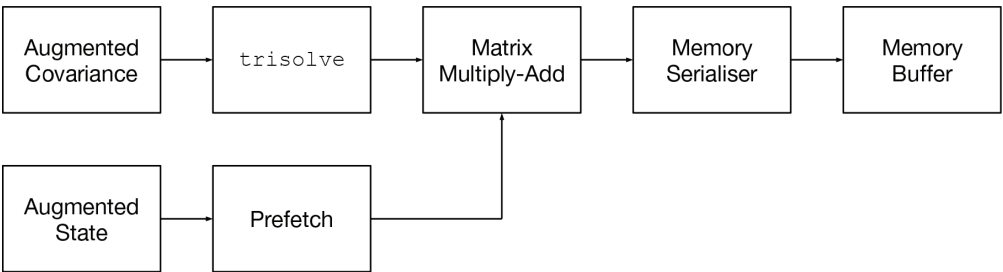 Augmented
Covariance
trisolve
Matrix
Multiply-Add
Memory
Serialiser
Memory
Buffer
Augmented
State
Prefetch